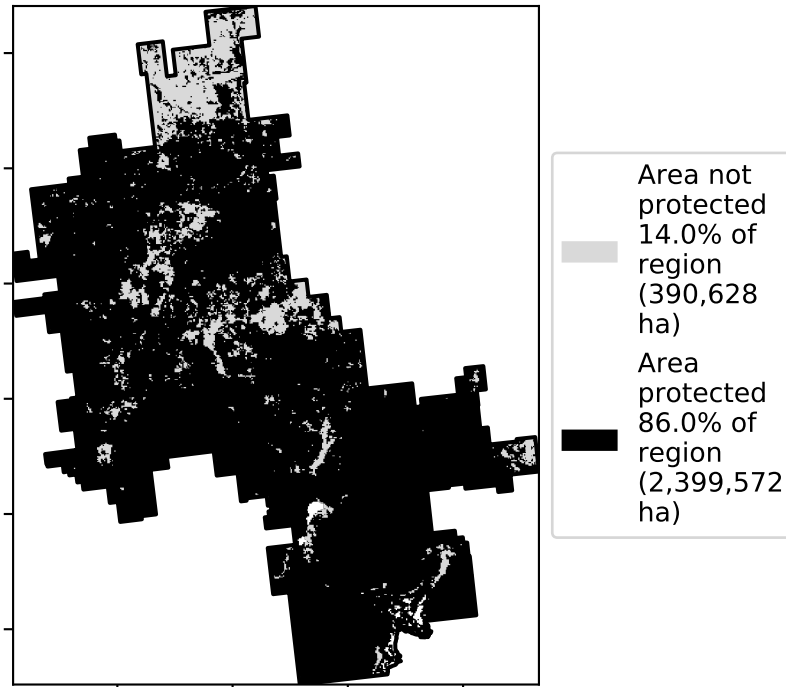 Area not
protected
14.0% of
region
(390,628
ha)
Area
protected
86.0% of
region
(2,399,572
ha)